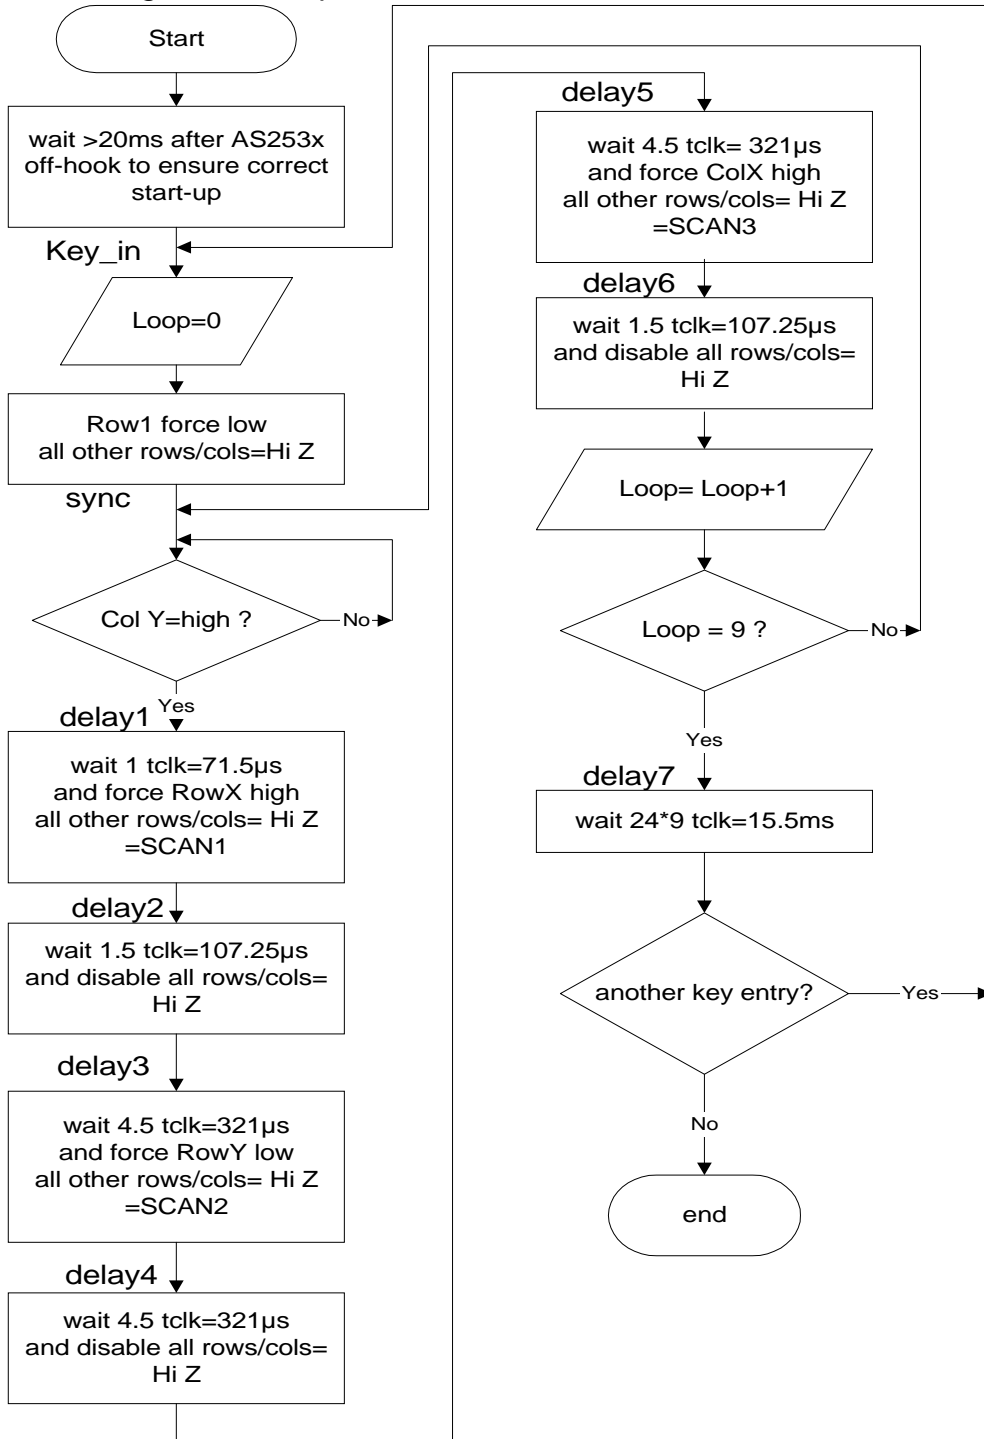 Start
wait >20ms after AS253x
off-hook to ensure correct
start-up
Key_in
Loop=0
Row1 force low
all other rows/cols=Hi Z
sync
Col Y=high ?
No
Yes
delay1
wait 1 tclk=71.5µs
and force RowX high
all other rows/cols= Hi Z
=SCAN1
delay2
wait 1.5 tclk=107.25µs
and disable all rows/cols=
Hi Z
delay3
wait 4.5 tclk=321µs
and force RowY low
all other rows/cols= Hi Z
=SCAN2
delay4
wait 4.5 tclk=321µs
and disable all rows/cols=
Hi Z
delay5
wait 4.5 tclk= 321µs
and force ColX high
all other rows/cols= Hi Z
=SCAN3
delay6
wait 1.5 tclk=107.25µs
and disable all rows/cols=
Hi Z
Loop= Loop+1
Loop = 9 ?
No
Yes
delay7
wait 24*9 tclk=15.5ms
another key entry?
Yes
No
end